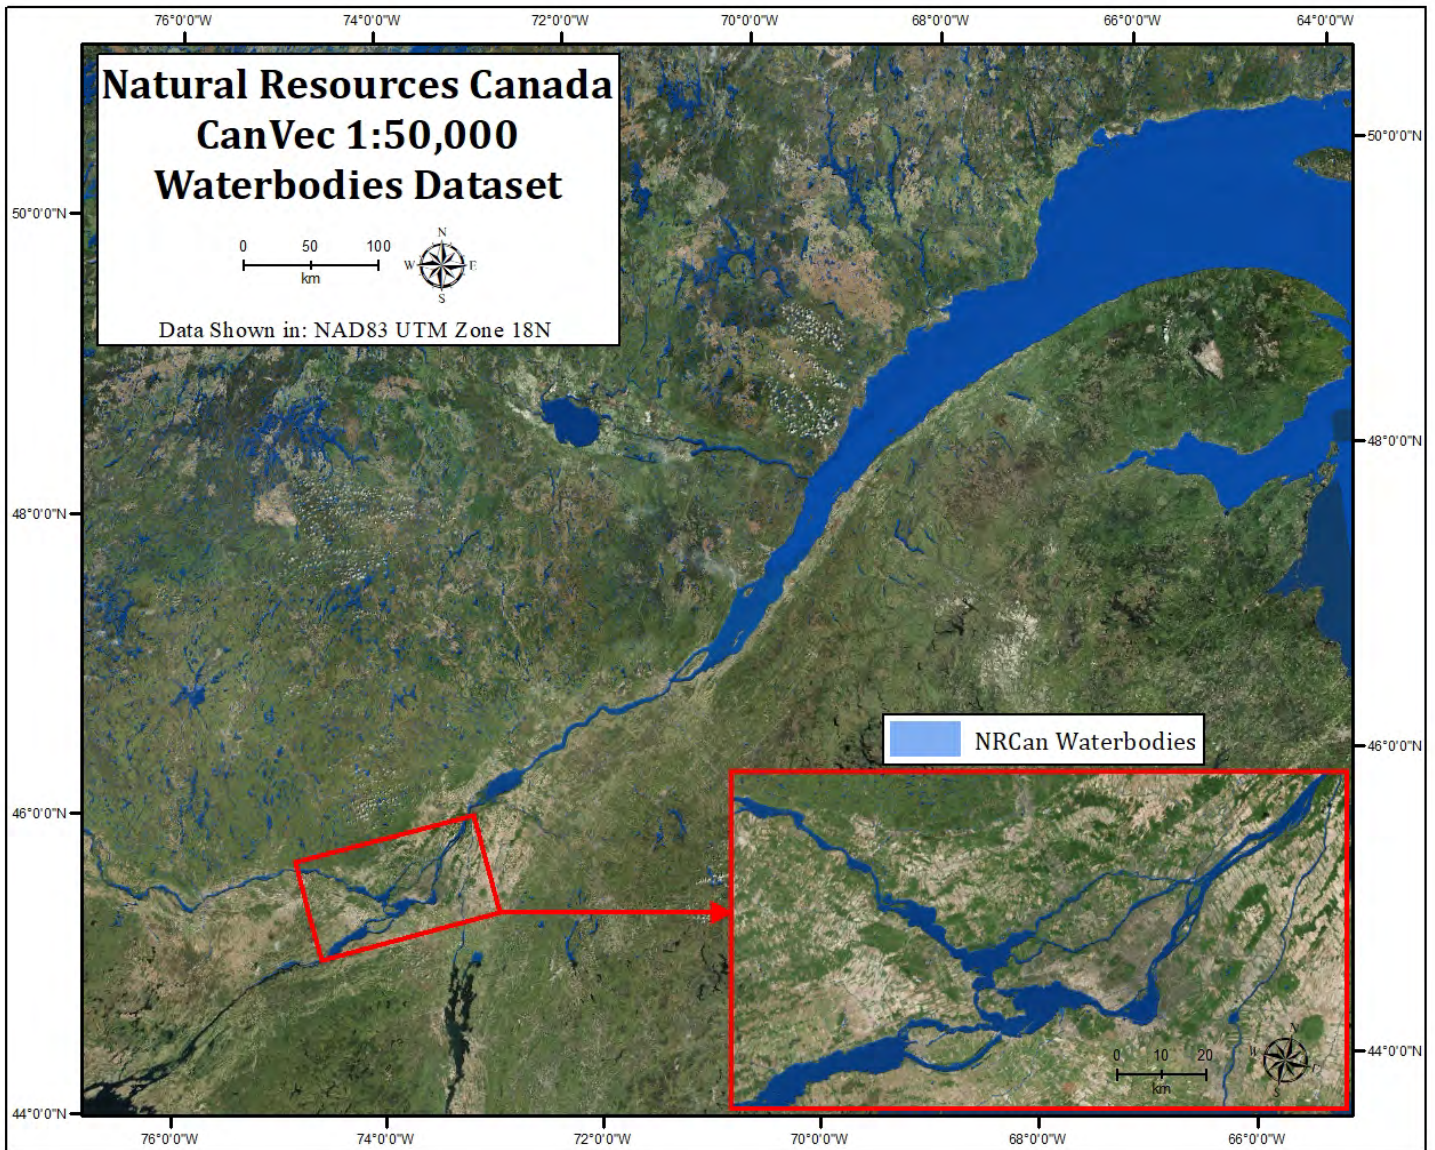 76°0'0"W 74°0'0"W 72°0'0"W 70°0'0"W 68°0'0"W 66°0'0"W 64°0'0"W
Natural Resources Canada
CanVec 1:50,000
Waterbodies Dataset
0 50 100
km
N
W E
S
Data Shown in: NAD83 UTM Zone 18N
50°0'0"N
50°0'0"N
48°0'0"N
48°0'0"N
46°0'0"N
NRCan Waterbodies
46°0'0"N
0 10 20
km
N
W E
S
44°0'0"N
44°0'0"N
76°0'0"W 74°0'0"W 72°0'0"W 70°0'0"W 68°0'0"W 66°0'0"W